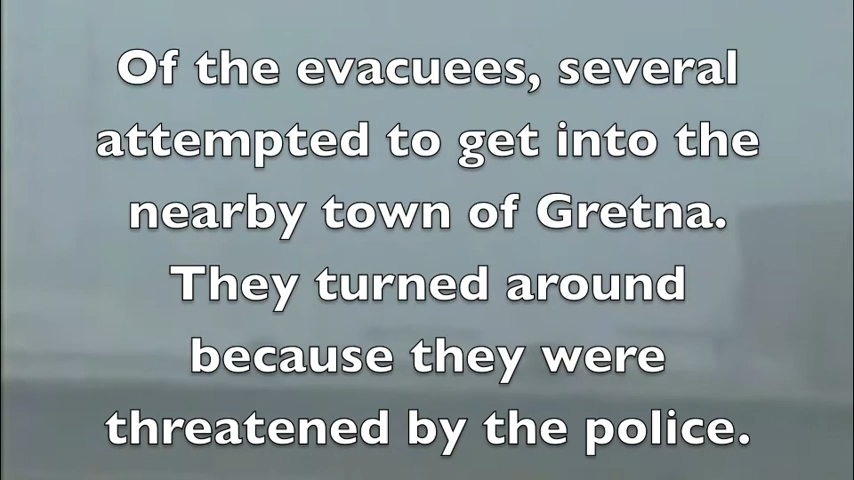 Of the evacuees, several
attempted to get into the
nearby town of Gretna.
They turned around
because they were
threatened by the police.